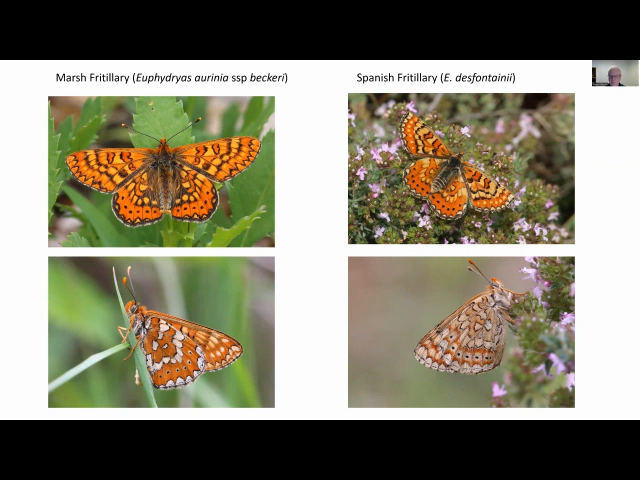 Marsh Fritillary (Euphydryas aurinia ssp beckeri)
Spanish Fritillary (E. desfontainii)